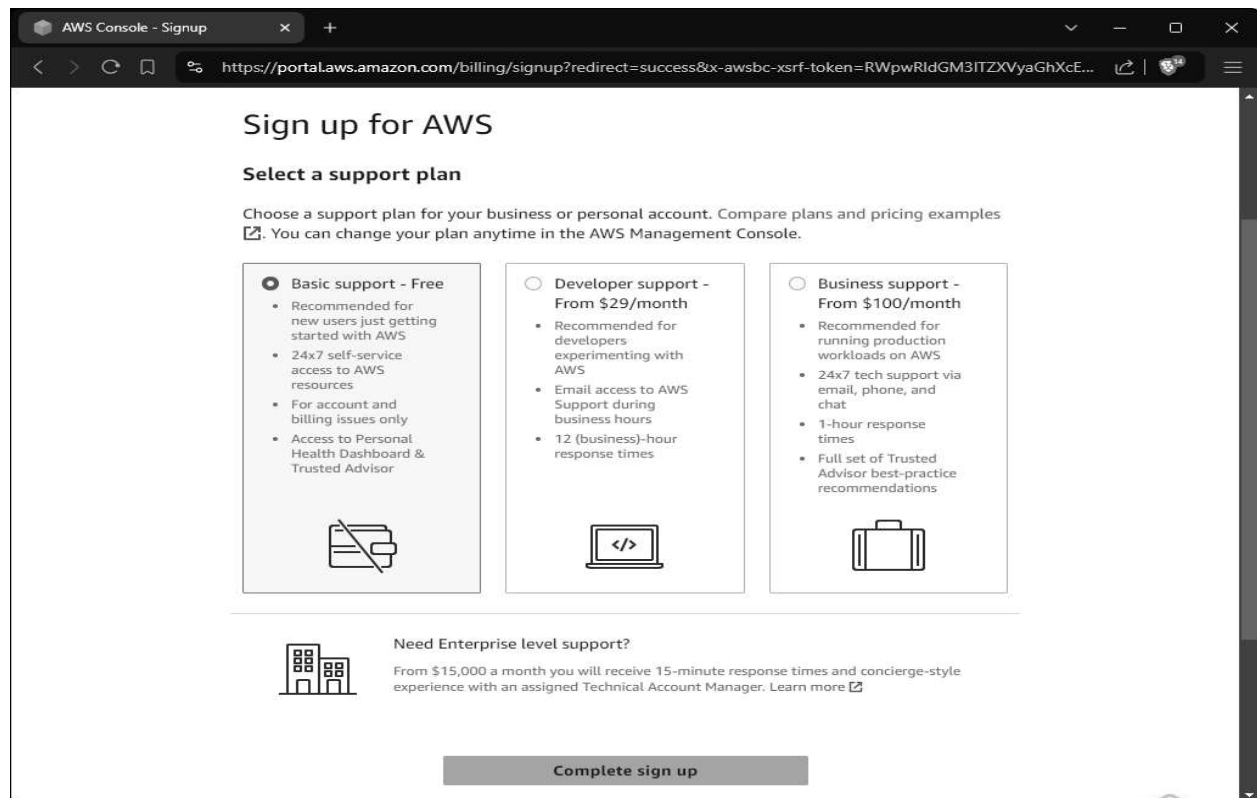 AWS Console - Signup
https://portal.aws.amazon.com/billing/signup?redirect=success&x-awsbc-xsrf-token=RWpwRldGM3lTZXVyaGhXcE...
14
Sign up for AWS
Select a support plan
Choose a support plan for your business or personal account. Compare plans and pricing examples
. You can change your plan anytime in the AWS Management Console.
Basic support - Free
• Recommended for
new users just getting
started with AWS
• 24x7 self-service
access to AWS
resources
• For account and
billing issues only
• Access to Personal
Health Dashboard &
Trusted Advisor
Developer support -
From $29/month
• Recommended for
developers
experimenting with
AWS
• Email access to AWS
Support during
business hours
• 12 (business)-hour
response times
</>
Business support -
From $100/month
• Recommended for
running production
workloads on AWS
• 24x7 tech support via
email, phone, and
chat
• 1-hour response
times
• Full set of Trusted
Advisor best-practice
recommendations
Need Enterprise level support?
From $15,000 a month you will receive 15-minute response times and concierge-style
experience with an assigned Technical Account Manager. Learn more
Complete sign up